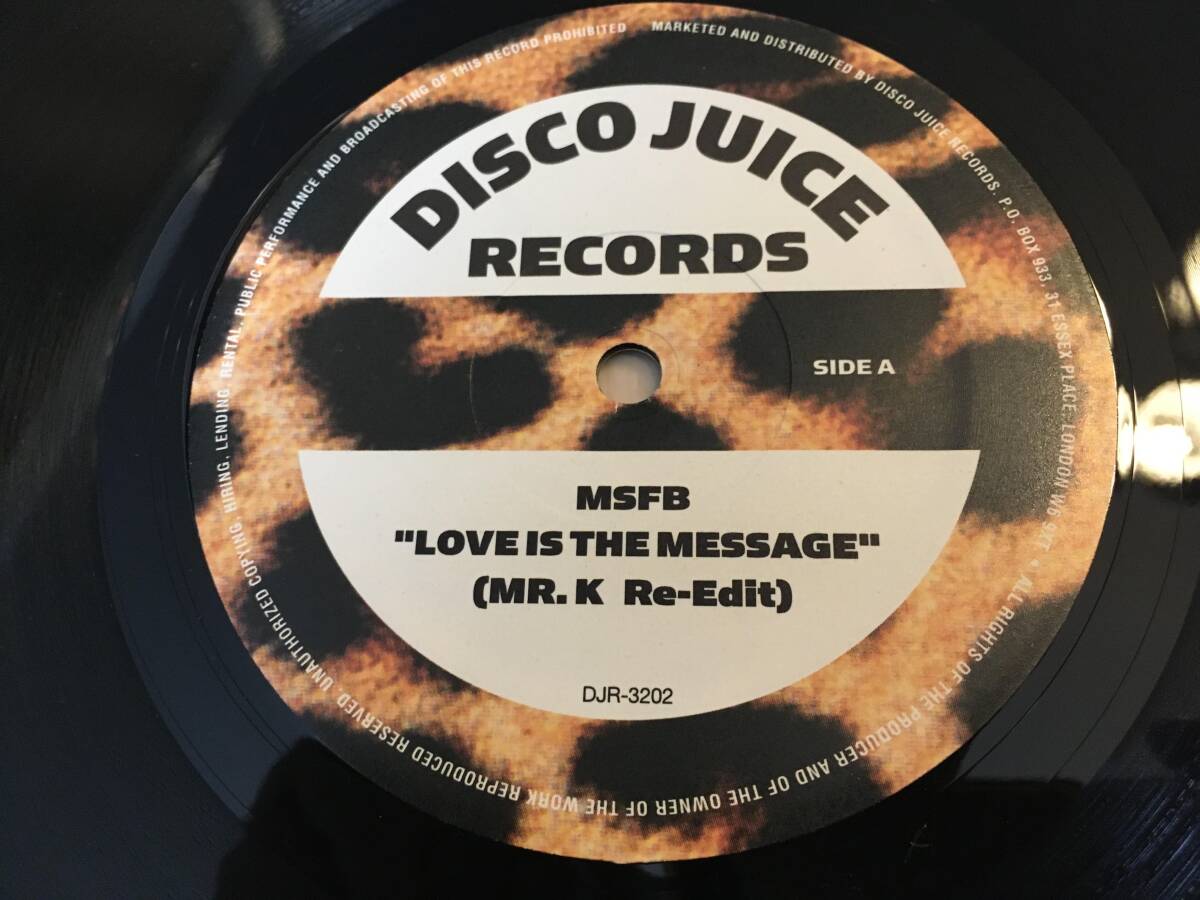 DISCO JUICE
RECORDS
SIDE A
MSFB
"LOVE IS THE MESSAGE"
(MR. K Re-Edit)
DJR-3202
MARKETED AND DISTRIBUTED BY DISCO JUICE RECORDS. P.O. BOX 933, 31 ESSEX PLACE, LONDON W6 9XT • ALL RIGHTS OF THE PRODUCER AND OF THE OWNER OF THE WORK REPRODUCED RESERVED UNAUTHORIZED COPYING, HIRING, LENDING, RENTAL, PUBLIC PERFORMANCE AND BROADCASTING OF THIS RECORD PROHIBITED